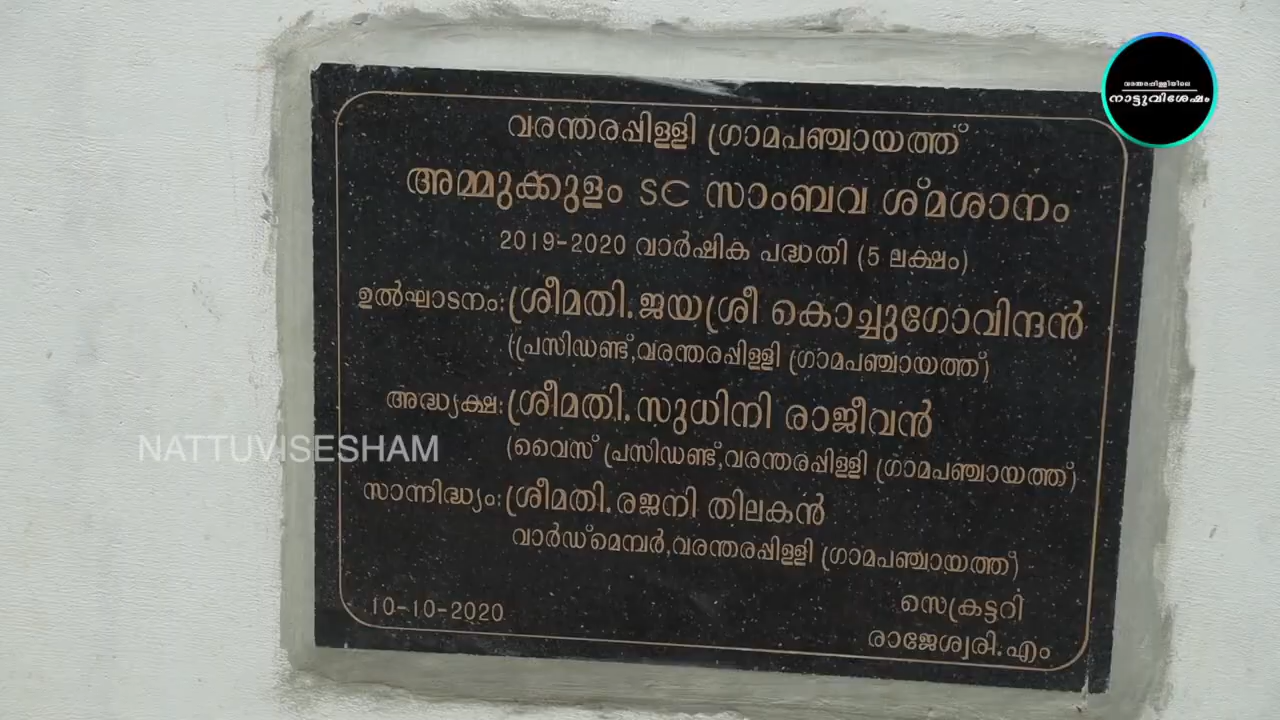 വരന്തരപ്പിള്ളിയിലെ
നാട്ടുവിശേഷം
വരന്തരപ്പിള്ളി ഗ്രാമപഞ്ചായത്ത്
അമ്മുക്കുളം SC സാംബവ ശ്മശാനം
2019-2020 വാർഷിക പദ്ധതി (5 ലക്ഷം)
ഉൽഘാടനം:ശ്രീമതി.ജയശ്രീ കൊച്ചുഗോവിന്ദൻ
(പ്രസിഡണ്ട്,വരന്തരപ്പിള്ളി ഗ്രാമപഞ്ചായത്ത്)
അദ്ധ്യക്ഷ:ശ്രീമതി.സുധിനി രാജീവൻ
(വൈസ് പ്രസിഡണ്ട്,വരന്തരപ്പിള്ളി ഗ്രാമപഞ്ചായത്ത്)
സാന്നിദ്ധ്യം:ശ്രീമതി.രജനി തിലകൻ
വാർഡ്മെമ്പർ,വരന്തരപ്പിള്ളി ഗ്രാമപഞ്ചായത്ത്)
10-10-2020
സെക്രട്ടറി
രാജേശ്വരി.എം
NATTUVISESHAM